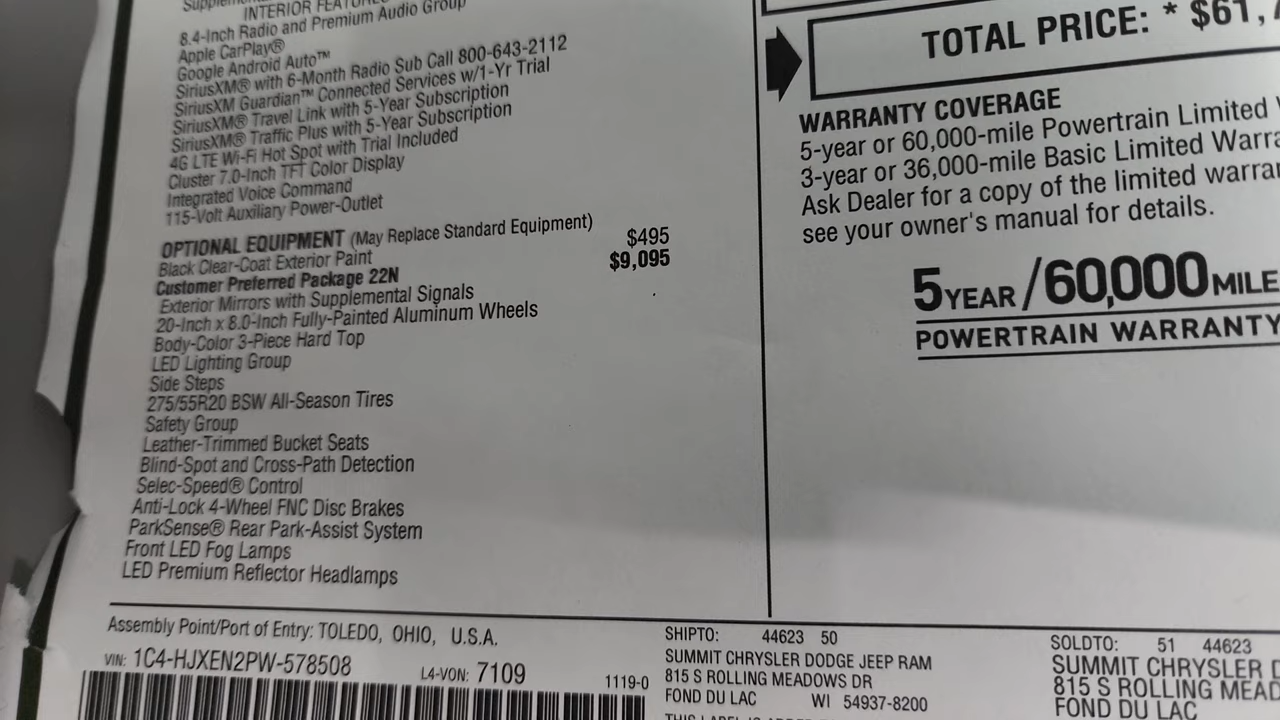 INTERIOR FEATURES
8.4-Inch Radio and Premium Audio Group
Apple CarPlay®
Google Android Auto™
SiriusXM® with 6-Month Radio Sub Call 800-643-2112
SiriusXM Guardian™ Connected Services w/1-Yr Trial
SiriusXM® Travel Link with 5-Year Subscription
SiriusXM® Traffic Plus with 5-Year Subscription
4G LTE Wi-Fi Hot Spot with Trial Included
Cluster 7.0-Inch TFT Color Display
Integrated Voice Command
115-Volt Auxiliary Power-Outlet
OPTIONAL EQUIPMENT (May Replace Standard Equipment)
Black Clear-Coat Exterior Paint $495
Customer Preferred Package 22N $9,095
Exterior Mirrors with Supplemental Signals
20-Inch x 8.0-Inch Fully-Painted Aluminum Wheels
Body-Color 3-Piece Hard Top
LED Lighting Group
Side Steps
275/55R20 BSW All-Season Tires
Safety Group
Leather-Trimmed Bucket Seats
Blind-Spot and Cross-Path Detection
Selec-Speed® Control
Anti-Lock 4-Wheel FNC Disc Brakes
ParkSense® Rear Park-Assist System
Front LED Fog Lamps
LED Premium Reflector Headlamps
TOTAL PRICE: * $61,
WARRANTY COVERAGE
5-year or 60,000-mile Powertrain Limited
3-year or 36,000-mile Basic Limited
Ask Dealer for a copy of the limited
see your owner's manual for details.
5 YEAR / 60,000 MILE
POWERTRAIN WARRANTY
Assembly Point/Port of Entry: TOLEDO, OHIO, U.S.A.
VIN: 1C4-HJXEN2PW-578508 L4-VON: 7109
1119-0
SHIPTO: 44623 50
SUMMIT CHRYSLER DODGE JEEP RAM
815 S ROLLING MEADOWS DR
FOND DU LAC WI 54937-8200
SOLDTO: 51 44623
SUMMIT CHRYSLER
815 S ROLLING
FOND DU LAC